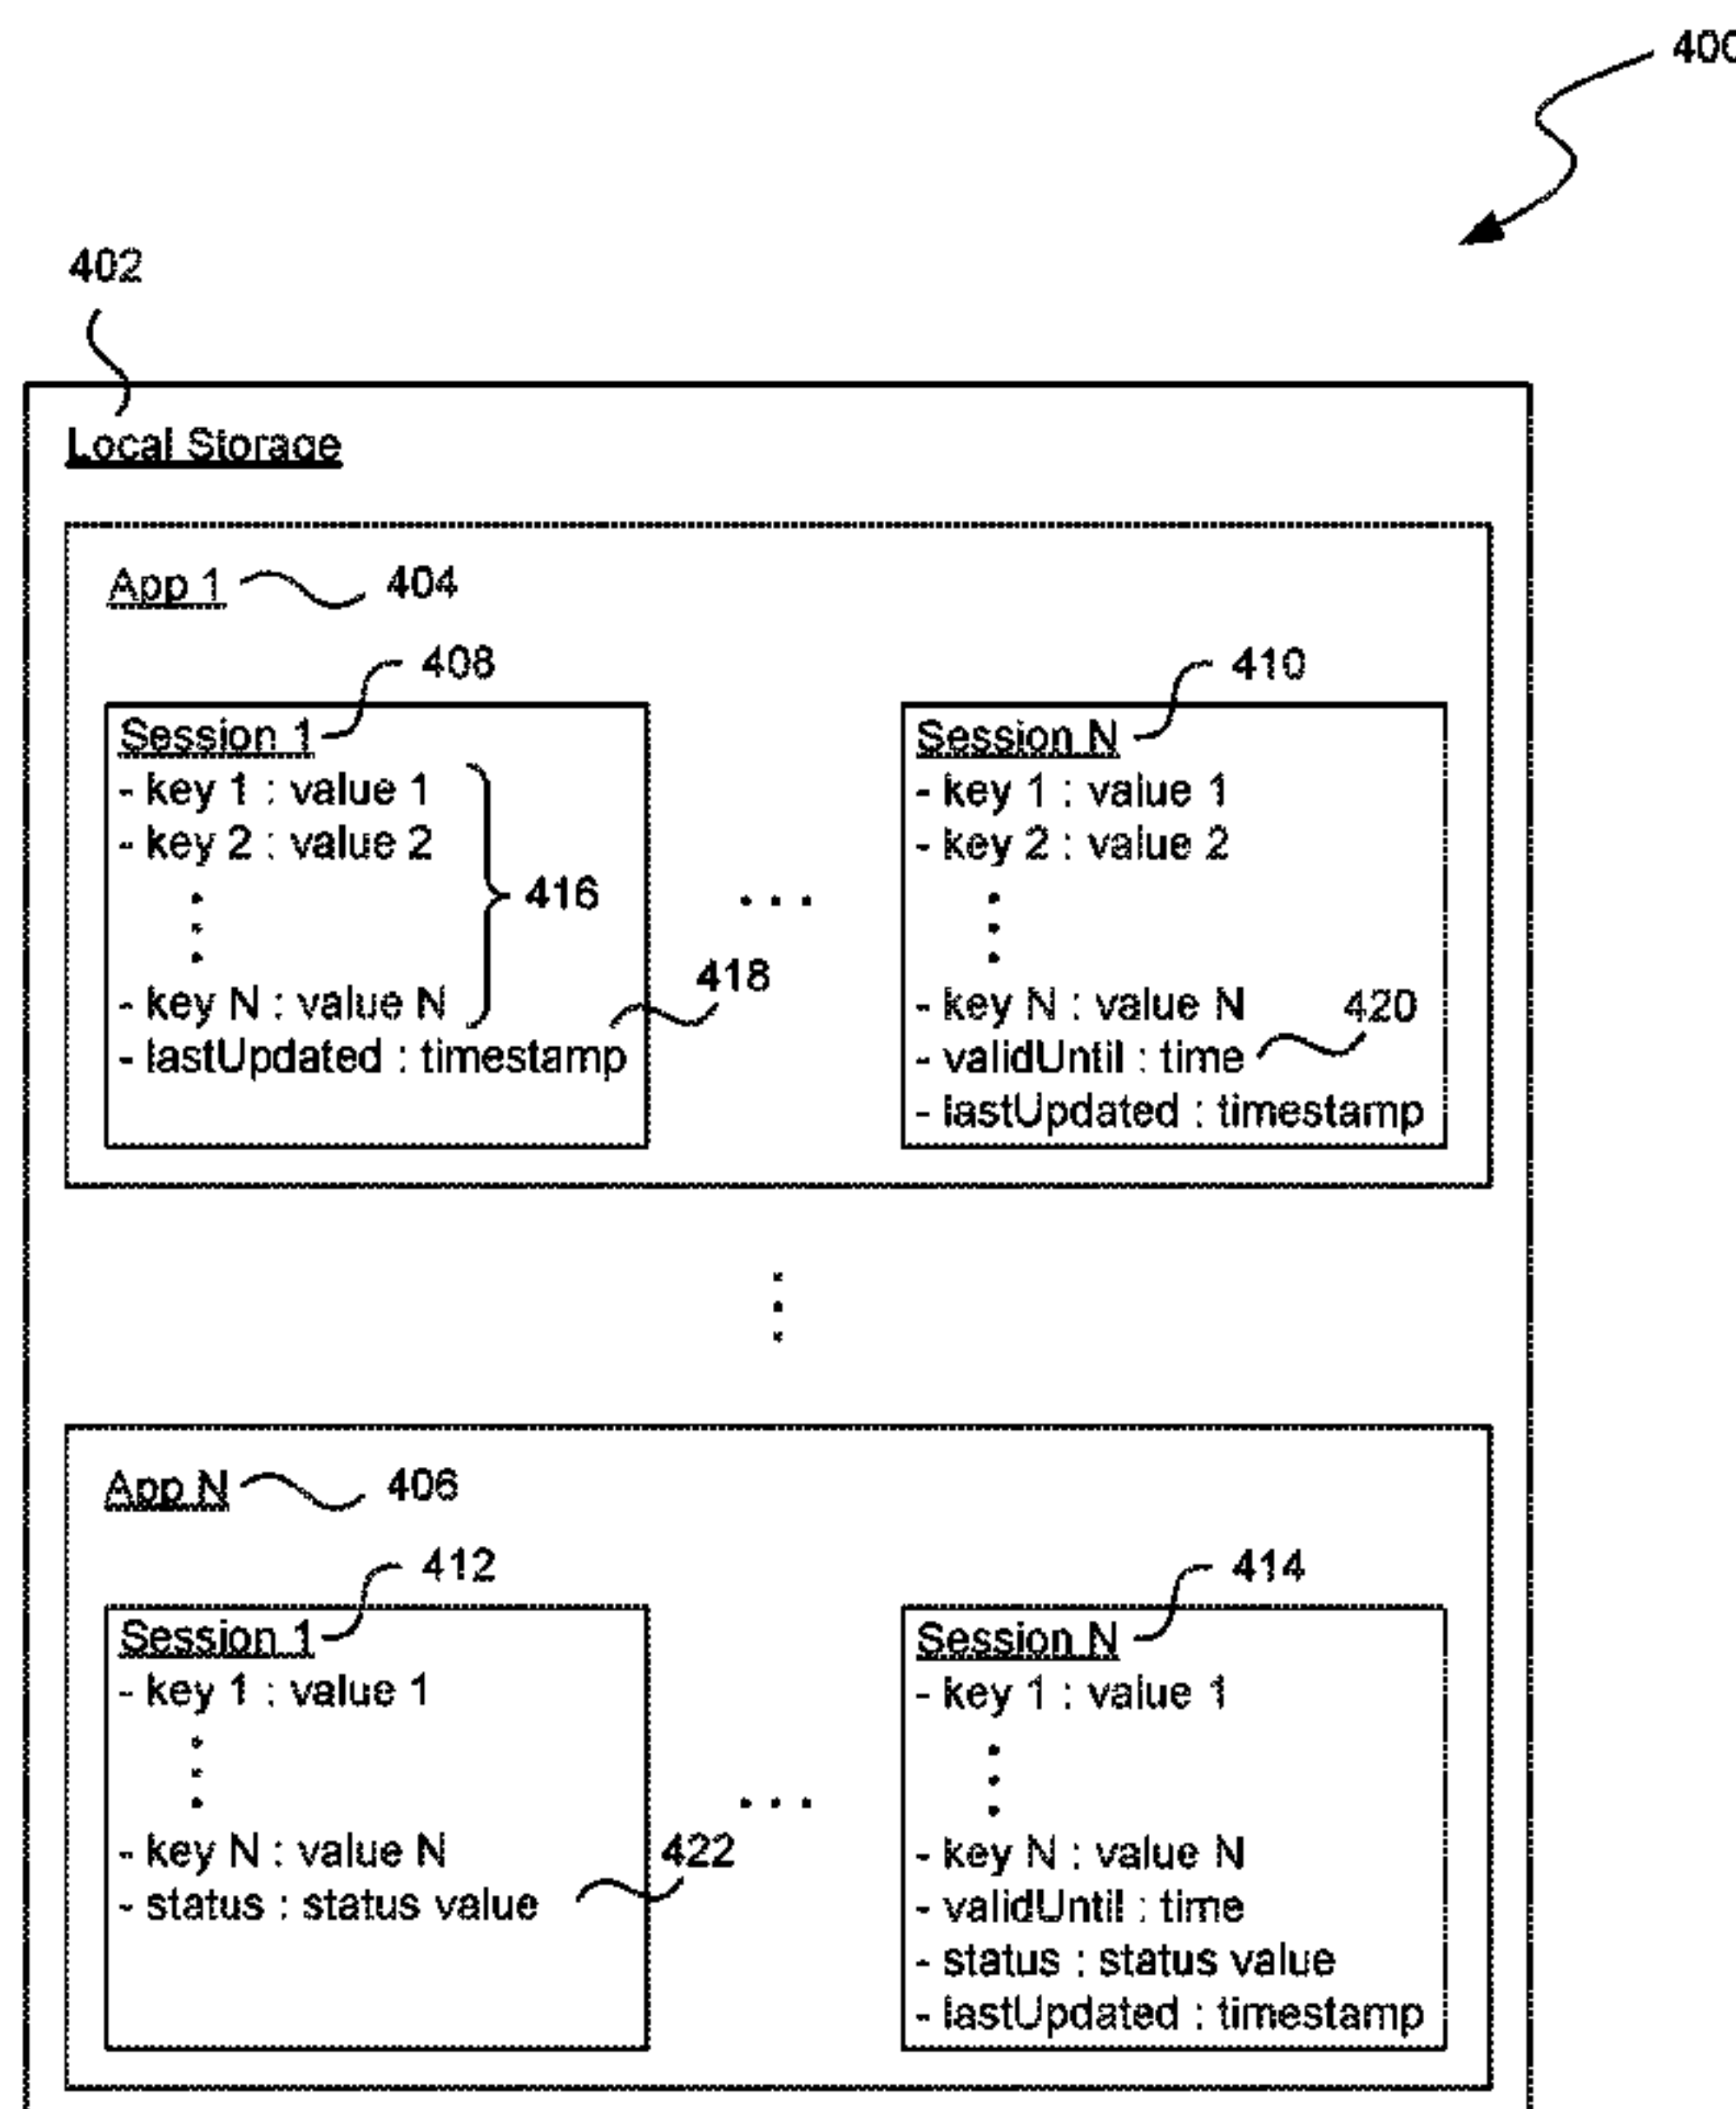 400
402
Local Storage
App 1 404
408
Session 1
- key 1 : value 1
- key 2 : value 2
416
- key N : value N
418
- lastUpdated : timestamp
410
Session N
- key 1 : value 1
- key 2 : value 2
- key N : value N
420
- validUntil : time
- lastUpdated : timestamp
App N 406
412
Session 1
- key 1 : value 1
- key N : value N
422
- status : status value
414
Session N
- key 1 : value 1
- key N : value N
- validUntil : time
- status : status value
- lastUpdated : timestamp